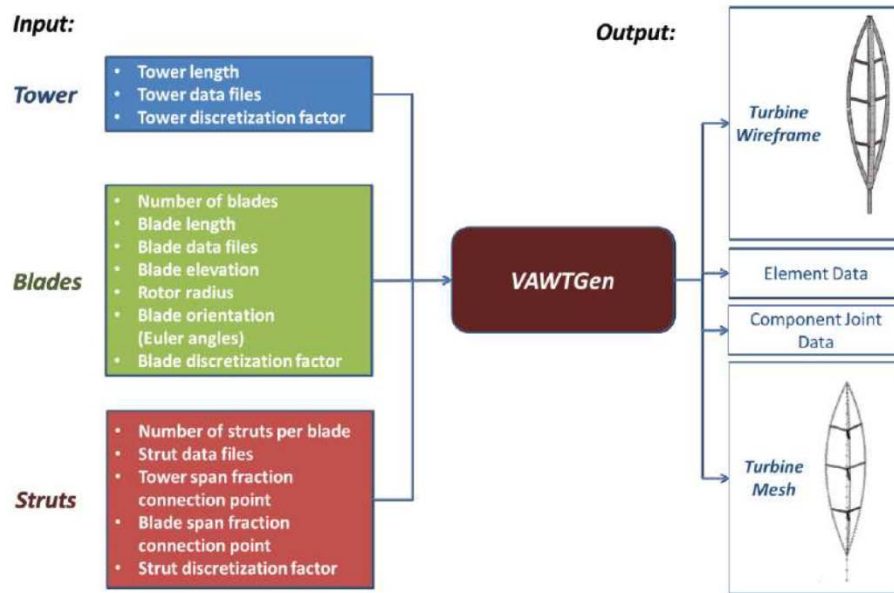 Input:
Tower
• Tower length
• Tower data files
• Tower discretization factor
Blades
• Number of blades
• Blade length
• Blade data files
• Blade elevation
• Rotor radius
• Blade orientation
(Euler angles)
• Blade discretization factor
Struts
• Number of struts per blade
• Strut data files
• Tower span fraction
connection point
• Blade span fraction
connection point
• Strut discretization factor
VAWTGen
Output:
Turbine
Wireframe
Element Data
Component Joint
Data
Turbine
Mesh